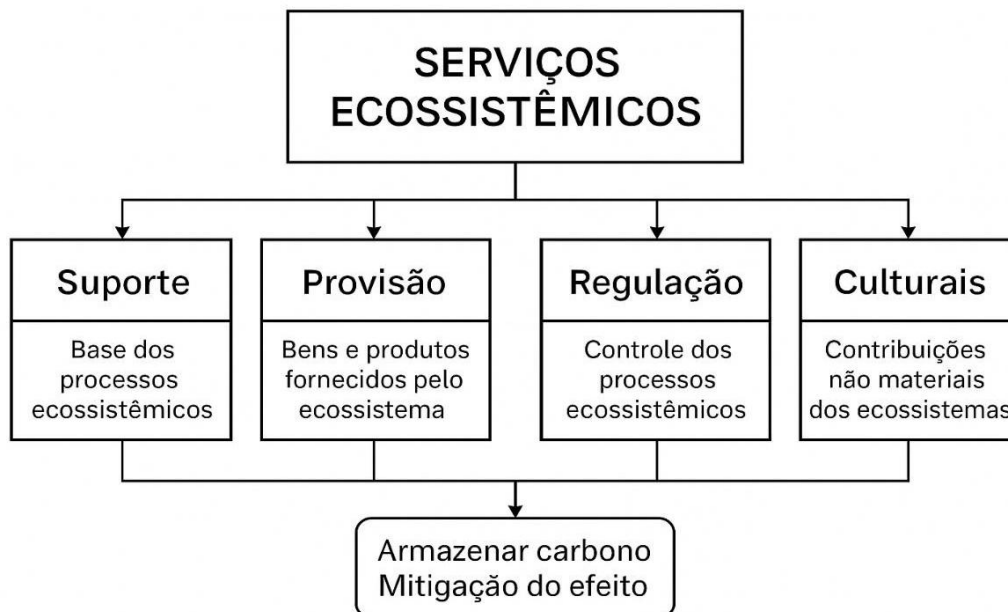 SERVIÇOS
ECOSSISTÊMICOS
Suporte
Base dos
processos
ecossistêmicos
Provisão
Bens e produtos
fornecidos pelo
ecossistema
Regulação
Controle dos
processos
ecossistêmicos
Culturais
Contribuições
não materiais
dos ecossistemas
Armazenar carbono
Mitigação do efeito